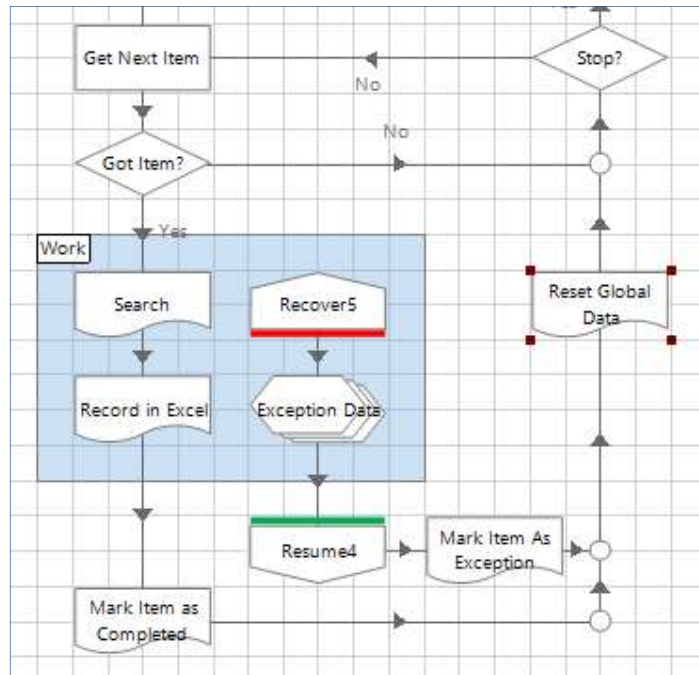 Get Next Item
Stop?
No
No
Got Item?
Yes
Work
Search
Recover5
Reset Global
Data
Record in Excel
Exception Data
Resume4
Mark Item As
Exception
Mark Item as
Completed